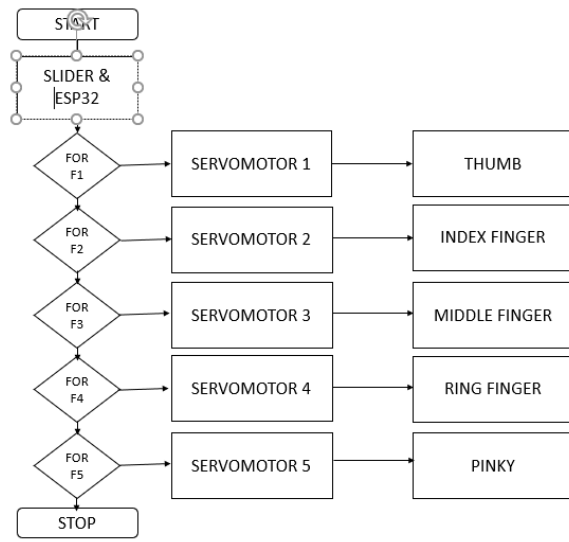 START
SLIDER &
ESP32
FOR
F1
SERVOMOTOR 1
THUMB
FOR
F2
SERVOMOTOR 2
INDEX FINGER
FOR
F3
SERVOMOTOR 3
MIDDLE FINGER
FOR
F4
SERVOMOTOR 4
RING FINGER
FOR
F5
SERVOMOTOR 5
PINKY
STOP